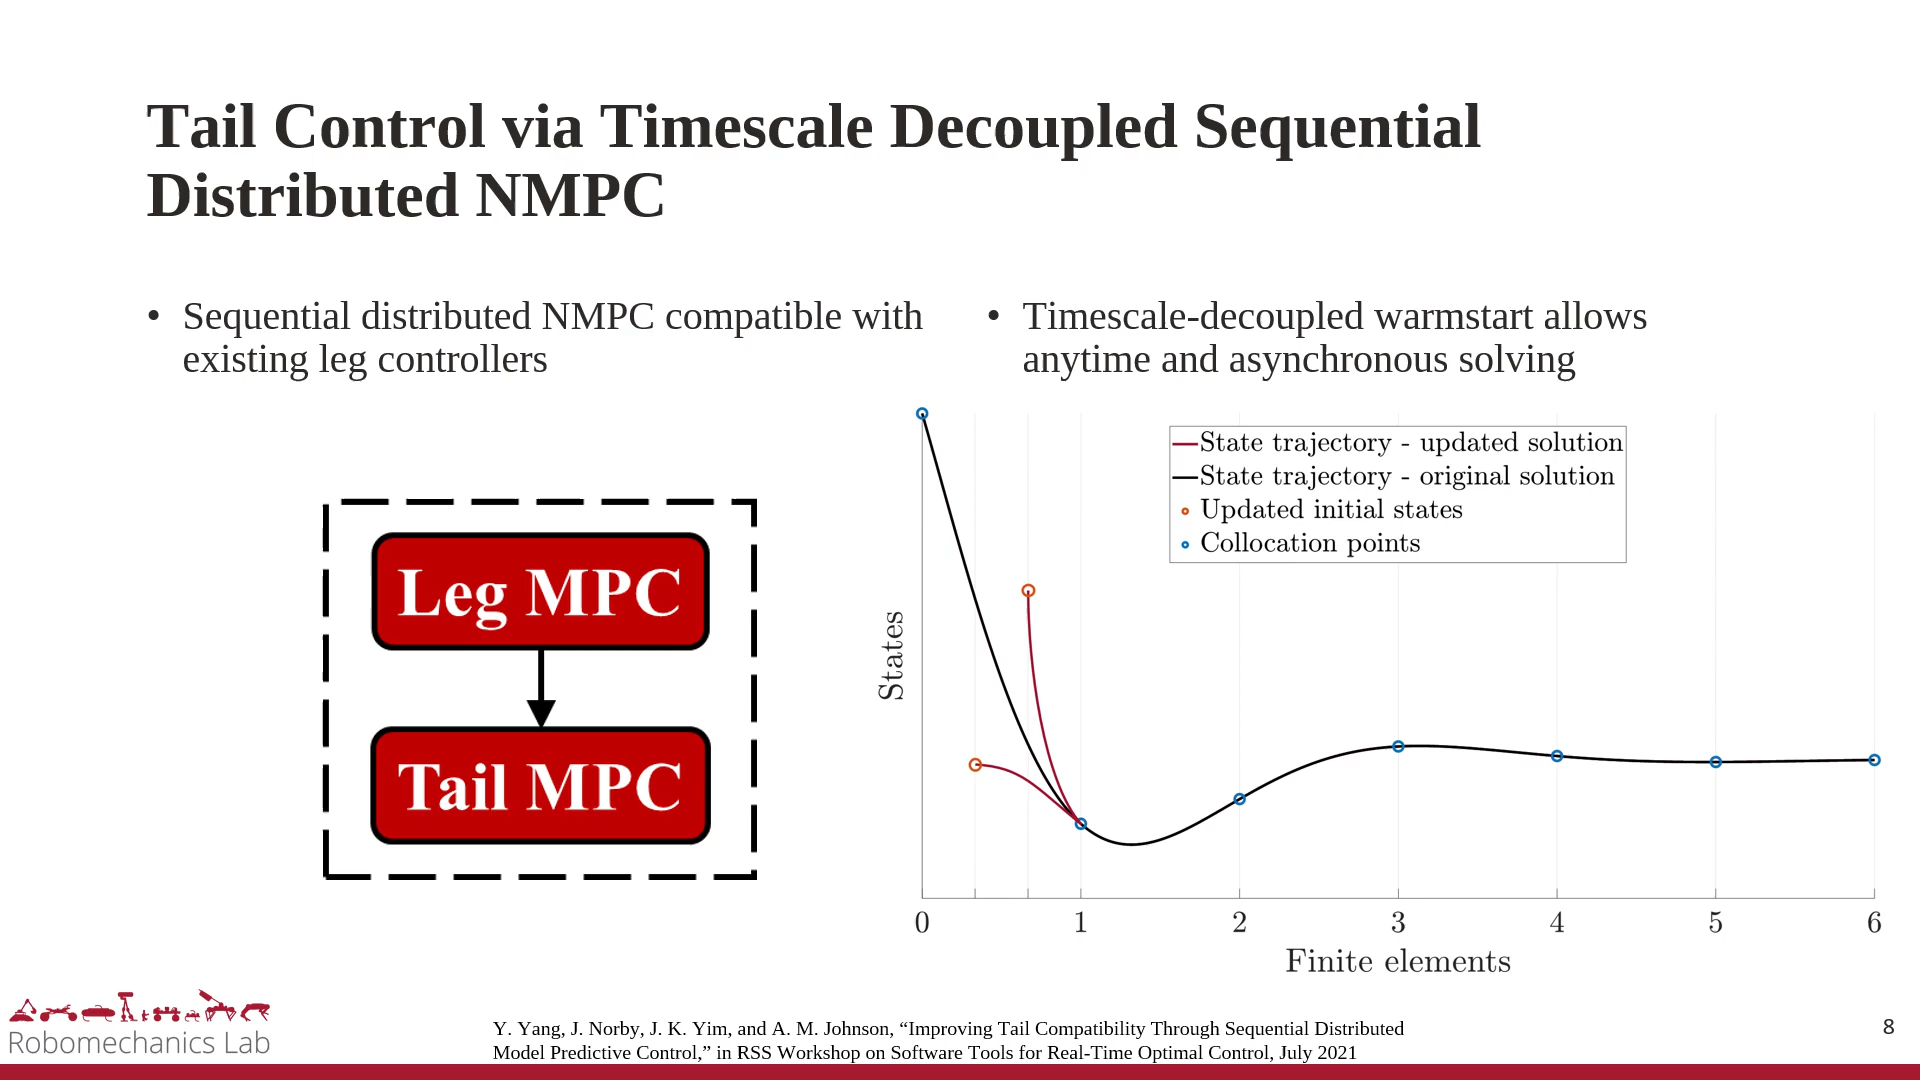 Tail Control via Timescale Decoupled Sequential
Distributed NMPC
• Sequential distributed NMPC compatible with
existing leg controllers
• Timescale-decoupled warmstart allows
anytime and asynchronous solving
Leg MPC
Tail MPC
State trajectory - updated solution
State trajectory - original solution
Updated initial states
Collocation points
States
0 1 2 3 4 5 6
Finite elements
Robomechanics Lab
Y. Yang, J. Norby, J. K. Yim, and A. M. Johnson, “Improving Tail Compatibility Through Sequential Distributed
Model Predictive Control,” in RSS Workshop on Software Tools for Real-Time Optimal Control, July 2021
8